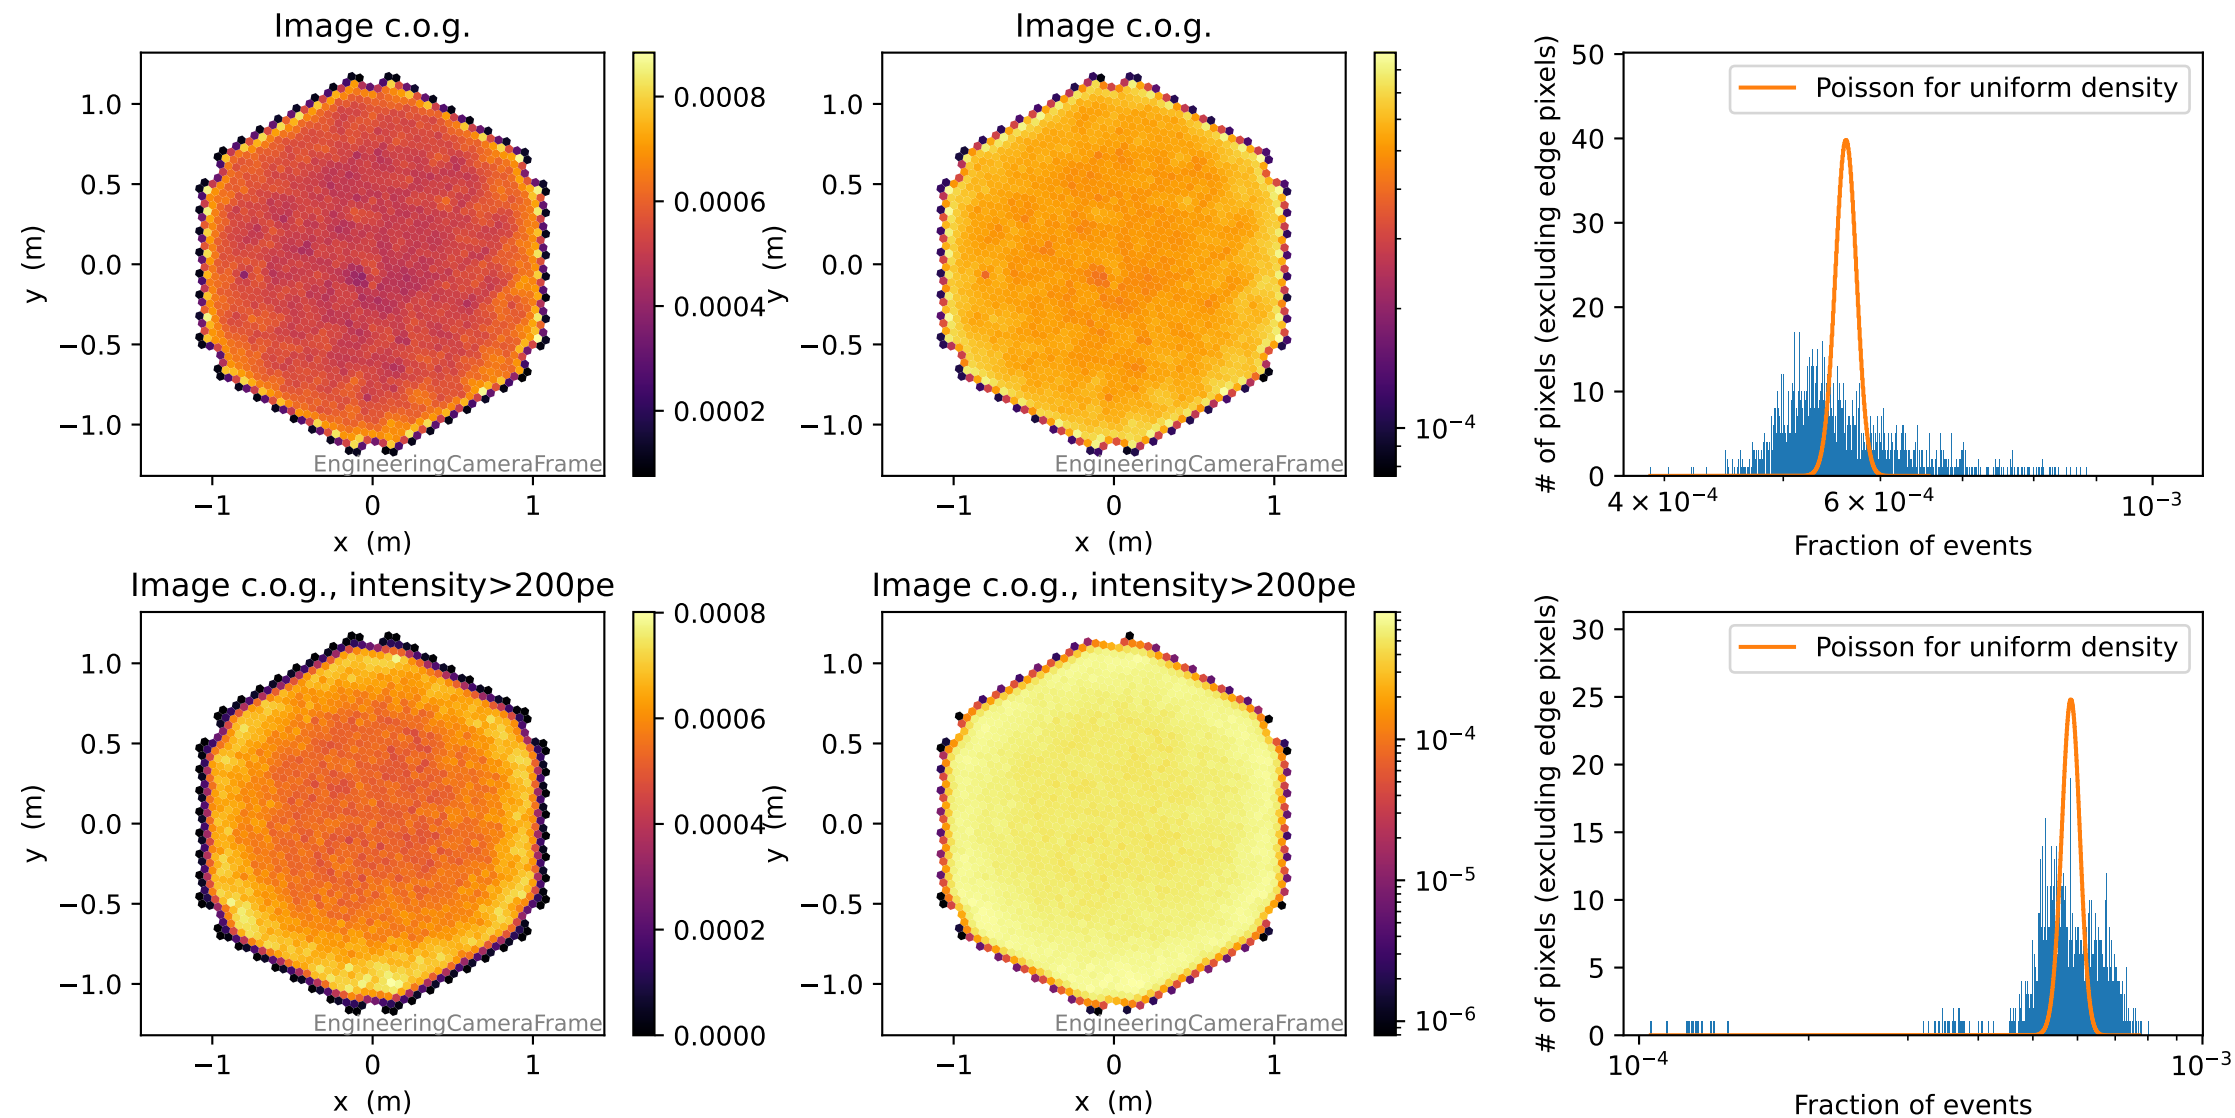 Image c.o.g.
1.0
0.5
0.0
−0.5
−1.0
y (m)
EngineeringCameraFrame
−1
0
1
x (m)
0.0008
0.0006
0.0004
0.0002
Image c.o.g.
1.0
0.5
0.0
−0.5
−1.0
y (m)
EngineeringCameraFrame
−1
0
1
x (m)
10⁻⁴
50
40
30
20
10
0
# of pixels (excluding edge pixels)
Poisson for uniform density
4 × 10⁻⁴
6 × 10⁻⁴
10⁻³
Fraction of events
Image c.o.g., intensity>200pe
1.0
0.5
0.0
−0.5
−1.0
y (m)
EngineeringCameraFrame
−1
0
1
x (m)
0.0008
0.0006
0.0004
0.0002
0.0000
Image c.o.g., intensity>200pe
1.0
0.5
0.0
−0.5
−1.0
y (m)
EngineeringCameraFrame
−1
0
1
x (m)
10⁻⁴
10⁻⁵
10⁻⁶
30
25
20
15
10
5
0
# of pixels (excluding edge pixels)
Poisson for uniform density
10⁻⁴
10⁻³
Fraction of events